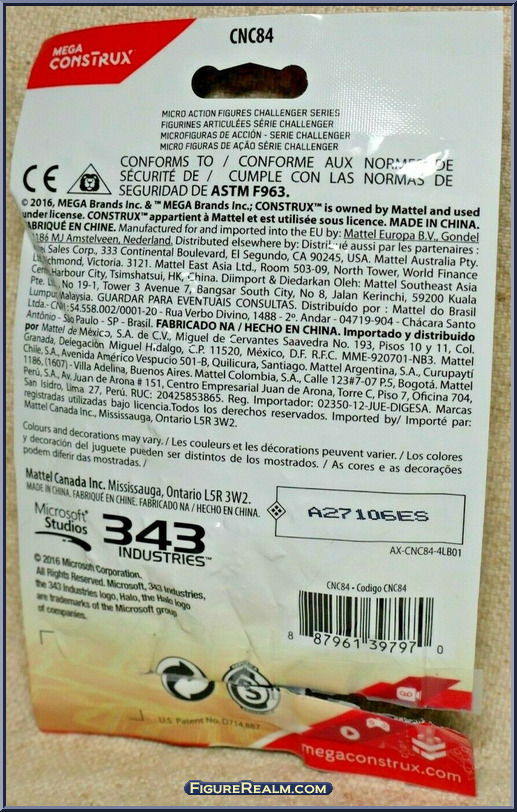 MEGA
CONSTRUX™
CNC84
MICRO ACTION FIGURES CHALLENGER SERIES
FIGURINES ARTICULÉES SÉRIE CHALLENGER
MICROFIGURAS DE ACCIÓN - SERIE CHALLENGER
MICRO FIGURAS DE AÇÃO SÉRIE CHALLENGER
CE
CONFORMS TO / CONFORME AUX NORMES DE
SÉCURITÉ DE / CUMPLE CON LAS NORMAS DE
SEGURIDAD DE ASTM F963.
© 2016, MEGA Brands Inc. & ™ MEGA Brands Inc.; CONSTRUX™ is owned by Mattel and used
under license. CONSTRUX™ appartient à Mattel et est utilisée sous licence. MADE IN CHINA.
FABRIQUÉ EN CHINE. Manufactured for and imported into the EU by: Mattel Europa B.V., Gondel
186 MJ Amstelveen, Nederland. Distributed elsewhere by: Distribué aussi par les partenaires :
Sales Corp., 333 Continental Boulevard, El Segundo, CA 90245, USA. Mattel Australia Pty.
Richmond, Victoria. 3121. Mattel East Asia Ltd., Room 503-09, North Tower, World Finance
Harbour City, Tsimshatsui, HK, China. Diimport & Diedarkan Oleh: Mattel Southeast Asia
Pte. No 19-1, Tower 3 Avenue 7, Bangsar South City, No 8, Jalan Kerinchi, 59200 Kuala
Lumpur, Malaysia. GUARDAR PARA EVENTUAIS CONSULTAS. Distribuído por : Mattel do Brasil
Ltda.- CNPJ : 54.558.002/0001-20 - Rua Verbo Divino, 1488 - 2º. Andar - 04719-904 - Chácara Santo
Antônio - São Paulo - SP - Brasil. FABRICADO NA / HECHO EN CHINA. Importado y distribuido
por Mattel de México, S.A. de C.V., Miguel de Cervantes Saavedra No. 193, Pisos 10 y 11, Col.
Granada, Delegación Miguel Hidalgo, C.P. 11520, México, D.F. R.F.C. MME-920701-NB3. Mattel
Chile, S.A., Avenida Américo Vespucio 501-B, Quilicura, Santiago. Mattel Argentina, S.A., Curupaytí
1186, (1607) - Villa Adelina, Buenos Aires. Mattel Colombia, S.A., Calle 123#7-07 P.5, Bogotá. Mattel
Perú, S.A., Av. Juan de Arona # 151, Centro Empresarial Juan de Arona, Torre C, Piso 7, Oficina 704,
San Isidro, Lima 27, Perú. RUC: 20425853865. Reg. Importador: 02350-12-JUE-DIGESA. Marcas
registradas utilizadas bajo licencia.Todos los derechos reservados. Imported by/ Importé par:
Mattel Canada Inc., Mississauga, Ontario L5R 3W2.
Colours and decorations may vary. / Les couleurs et les décorations peuvent varier. / Los colores
y decoración del juguete pueden ser distintos de los mostrados. / As cores e as decorações
podem diferir das mostradas. /
Mattel Canada Inc. Mississauga, Ontario L5R 3W2.
MADE IN CHINA. FABRIQUÉ EN CHINE. FABRICADO NA / HECHO EN CHINA.
A27106ES
AX-CNC84-4LB01
Microsoft®
Studios
343
INDUSTRIES™
© 2016 Microsoft Corporation.
All Rights Reserved. Microsoft, 343 Industries,
the 343 Industries logo, Halo, the Halo logo
are trademarks of the Microsoft group
of companies.
CNC84 - Codigo CNC84
8 87961 39797 0
U.S. Patent No. D714,887
megaconstrux.com
FigureRealm.com